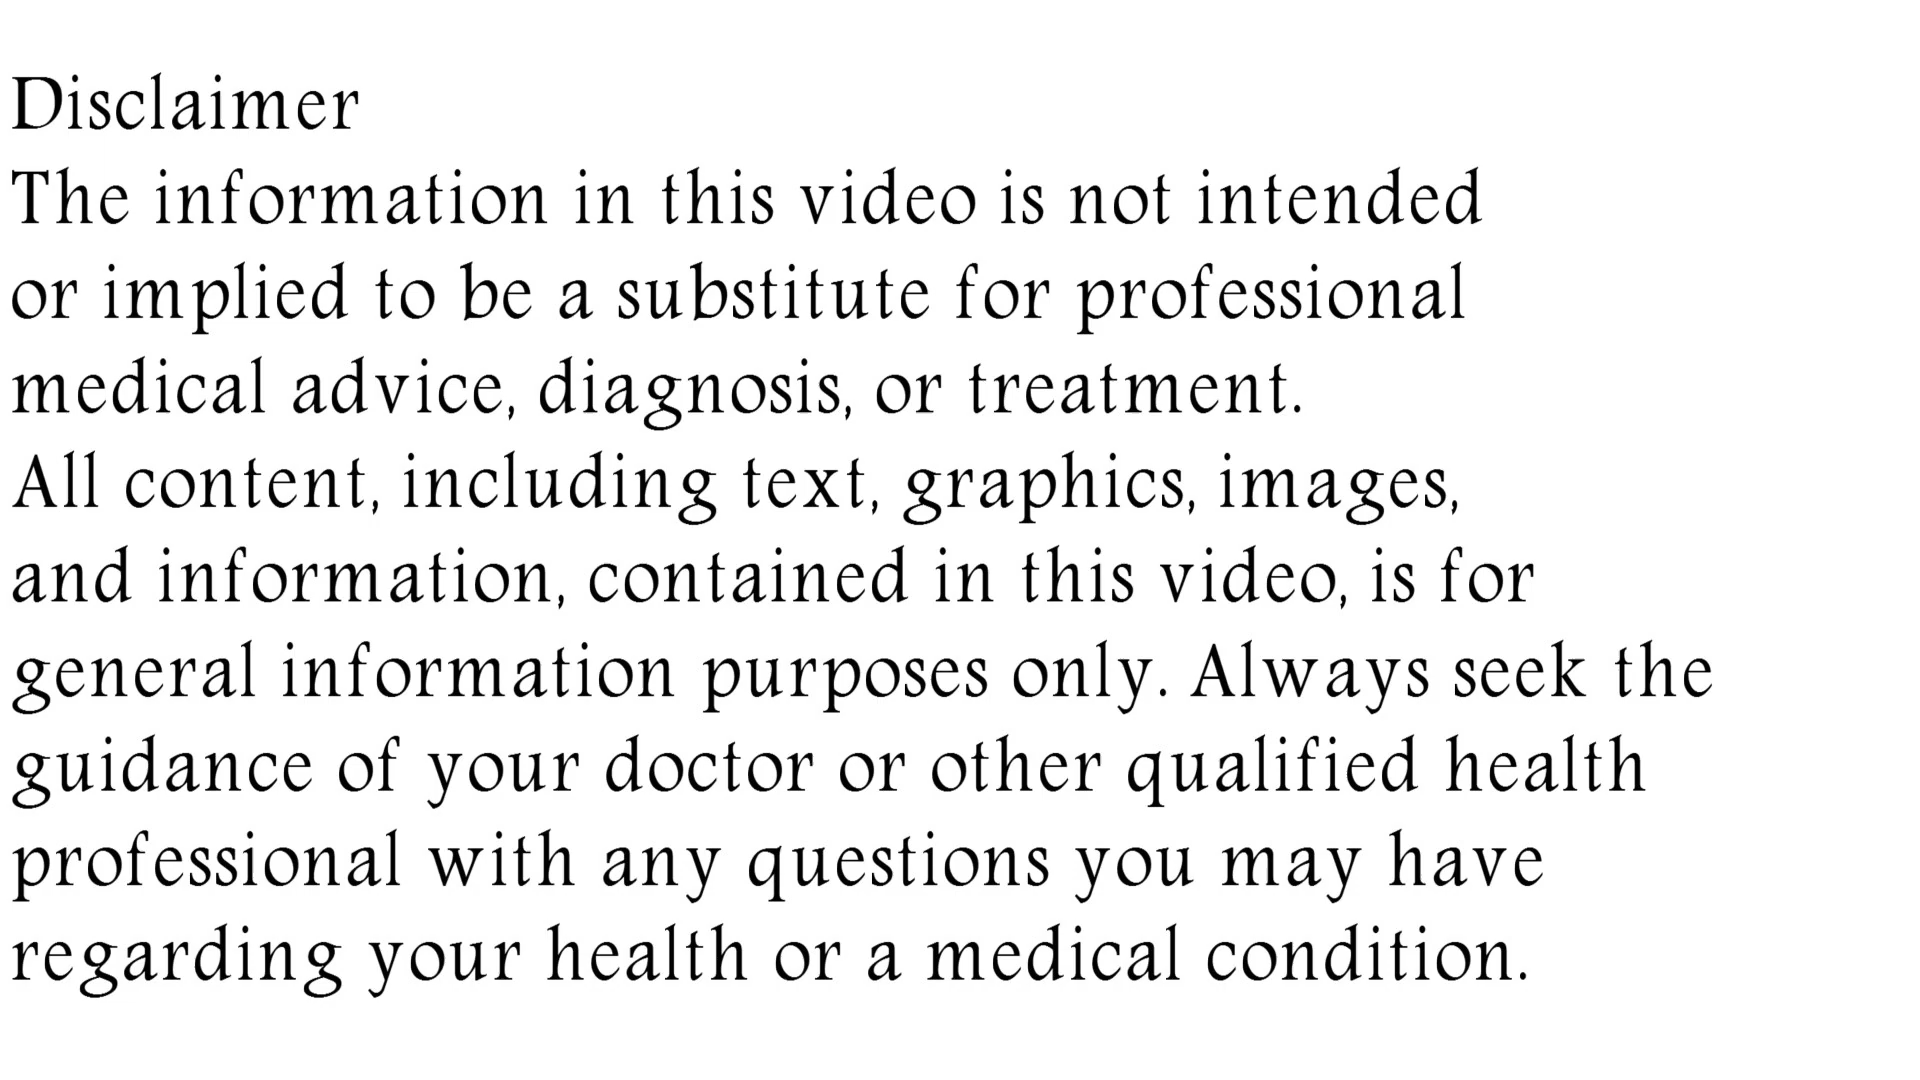 Disclaimer
The information in this video is not intended
or implied to be a substitute for professional
medical advice, diagnosis, or treatment.
All content, including text, graphics, images,
and information, contained in this video, is for
general information purposes only. Always seek the
guidance of your doctor or other qualified health
professional with any questions you may have
regarding your health or a medical condition.